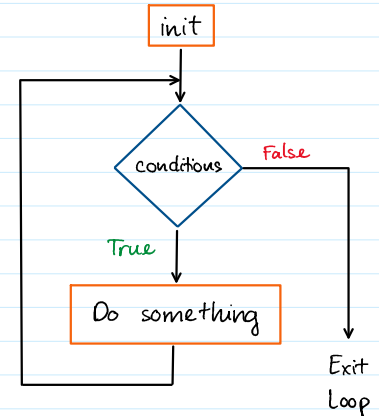 init
conditions
False
True
Do something
Exit
Loop